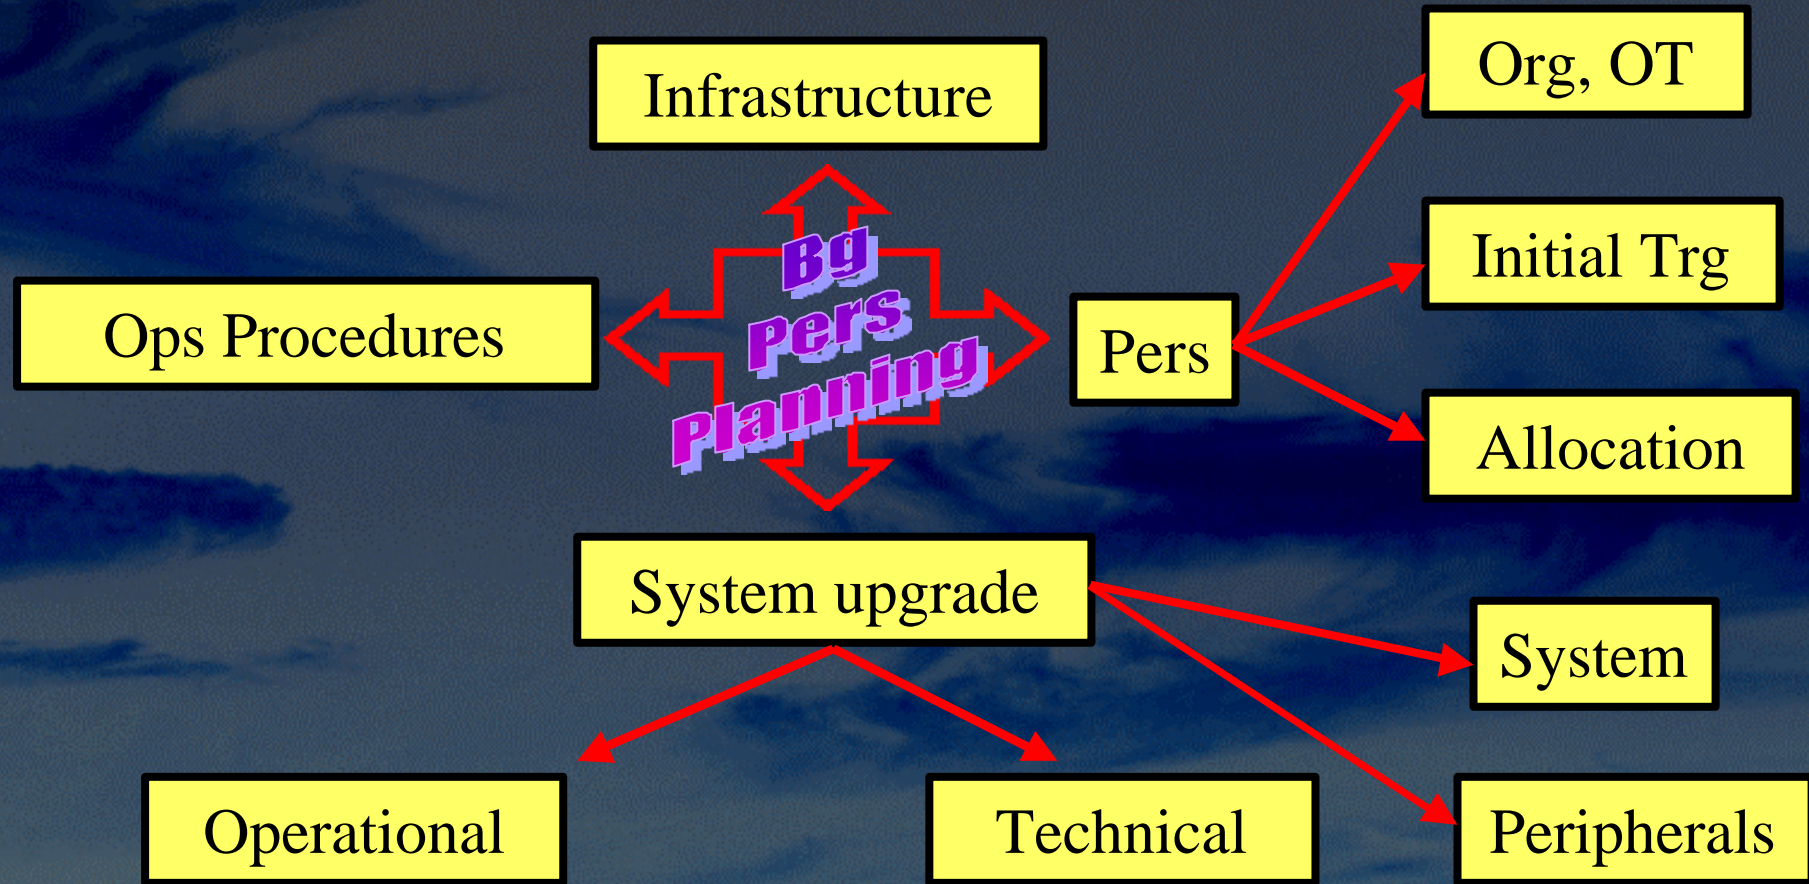 Org, OT
Infrastructure
Initial Trg
Bg
Pers
Planning
Ops Procedures
Pers
Allocation
System upgrade
System
Operational
Technical
Peripherals